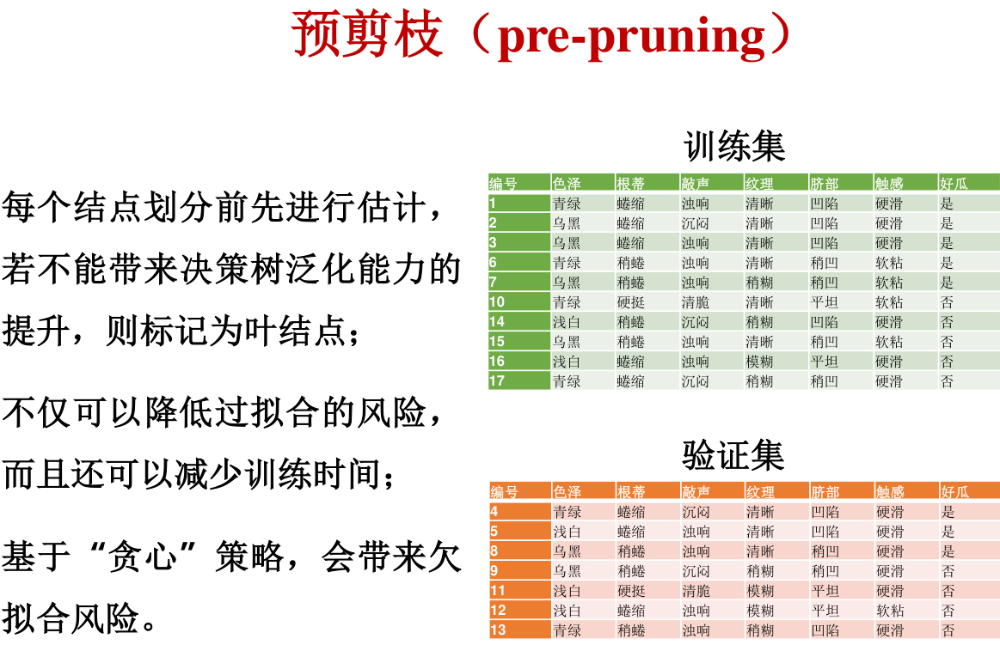 预剪枝（pre-pruning）
每个结点划分前先进行估计，
若不能带来决策树泛化能力的
提升，则标记为叶结点；
不仅可以降低过拟合的风险，
而且还可以减少训练时间；
基于“贪心”策略，会带来欠
拟合风险。
训练集
编号 色泽 根蒂 敲声 纹理 脐部 触感 好瓜
1 青绿 蜷缩 浊响 清晰 凹陷 硬滑 是
2 乌黑 蜷缩 沉闷 清晰 凹陷 硬滑 是
3 乌黑 蜷缩 浊响 清晰 凹陷 硬滑 是
6 青绿 稍蜷 浊响 清晰 稍凹 软粘 是
7 乌黑 稍蜷 浊响 稍糊 稍凹 软粘 是
10 青绿 硬挺 清脆 清晰 平坦 软粘 否
14 浅白 稍蜷 沉闷 稍糊 凹陷 硬滑 否
15 乌黑 稍蜷 浊响 清晰 稍凹 软粘 否
16 浅白 蜷缩 浊响 模糊 平坦 硬滑 否
17 青绿 蜷缩 沉闷 稍糊 稍凹 硬滑 否
验证集
编号 色泽 根蒂 敲声 纹理 脐部 触感 好瓜
4 青绿 蜷缩 沉闷 清晰 凹陷 硬滑 是
5 浅白 蜷缩 浊响 清晰 凹陷 硬滑 是
8 乌黑 稍蜷 浊响 清晰 稍凹 硬滑 是
9 乌黑 稍蜷 沉闷 稍糊 稍凹 硬滑 否
11 浅白 硬挺 清脆 模糊 平坦 硬滑 否
12 浅白 蜷缩 浊响 模糊 平坦 软粘 否
13 青绿 稍蜷 浊响 稍糊 凹陷 硬滑 否